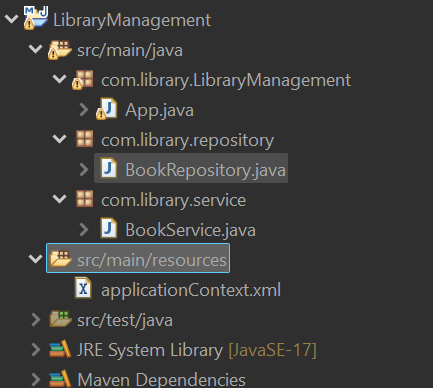 LibraryManagement
src/main/java
com.library.LibraryManagement
App.java
com.library.repository
BookRepository.java
com.library.service
BookService.java
src/main/resources
applicationContext.xml
src/test/java
JRE System Library [JavaSE-17]
Maven Dependencies